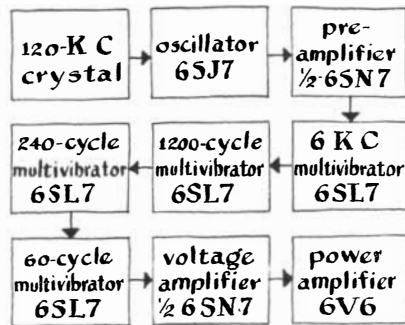 120-K C
crystal
oscillator
6SJ7
pre-
amplifier
½-6SN7
6 K C
multivibrator
6SL7
1200-cycle
multivibrator
6SL7
240-cycle
multivibrator
6SL7
60-cycle
multivibrator
6SL7
voltage
amplifier
½ 6SN7
power
amplifier
6V6